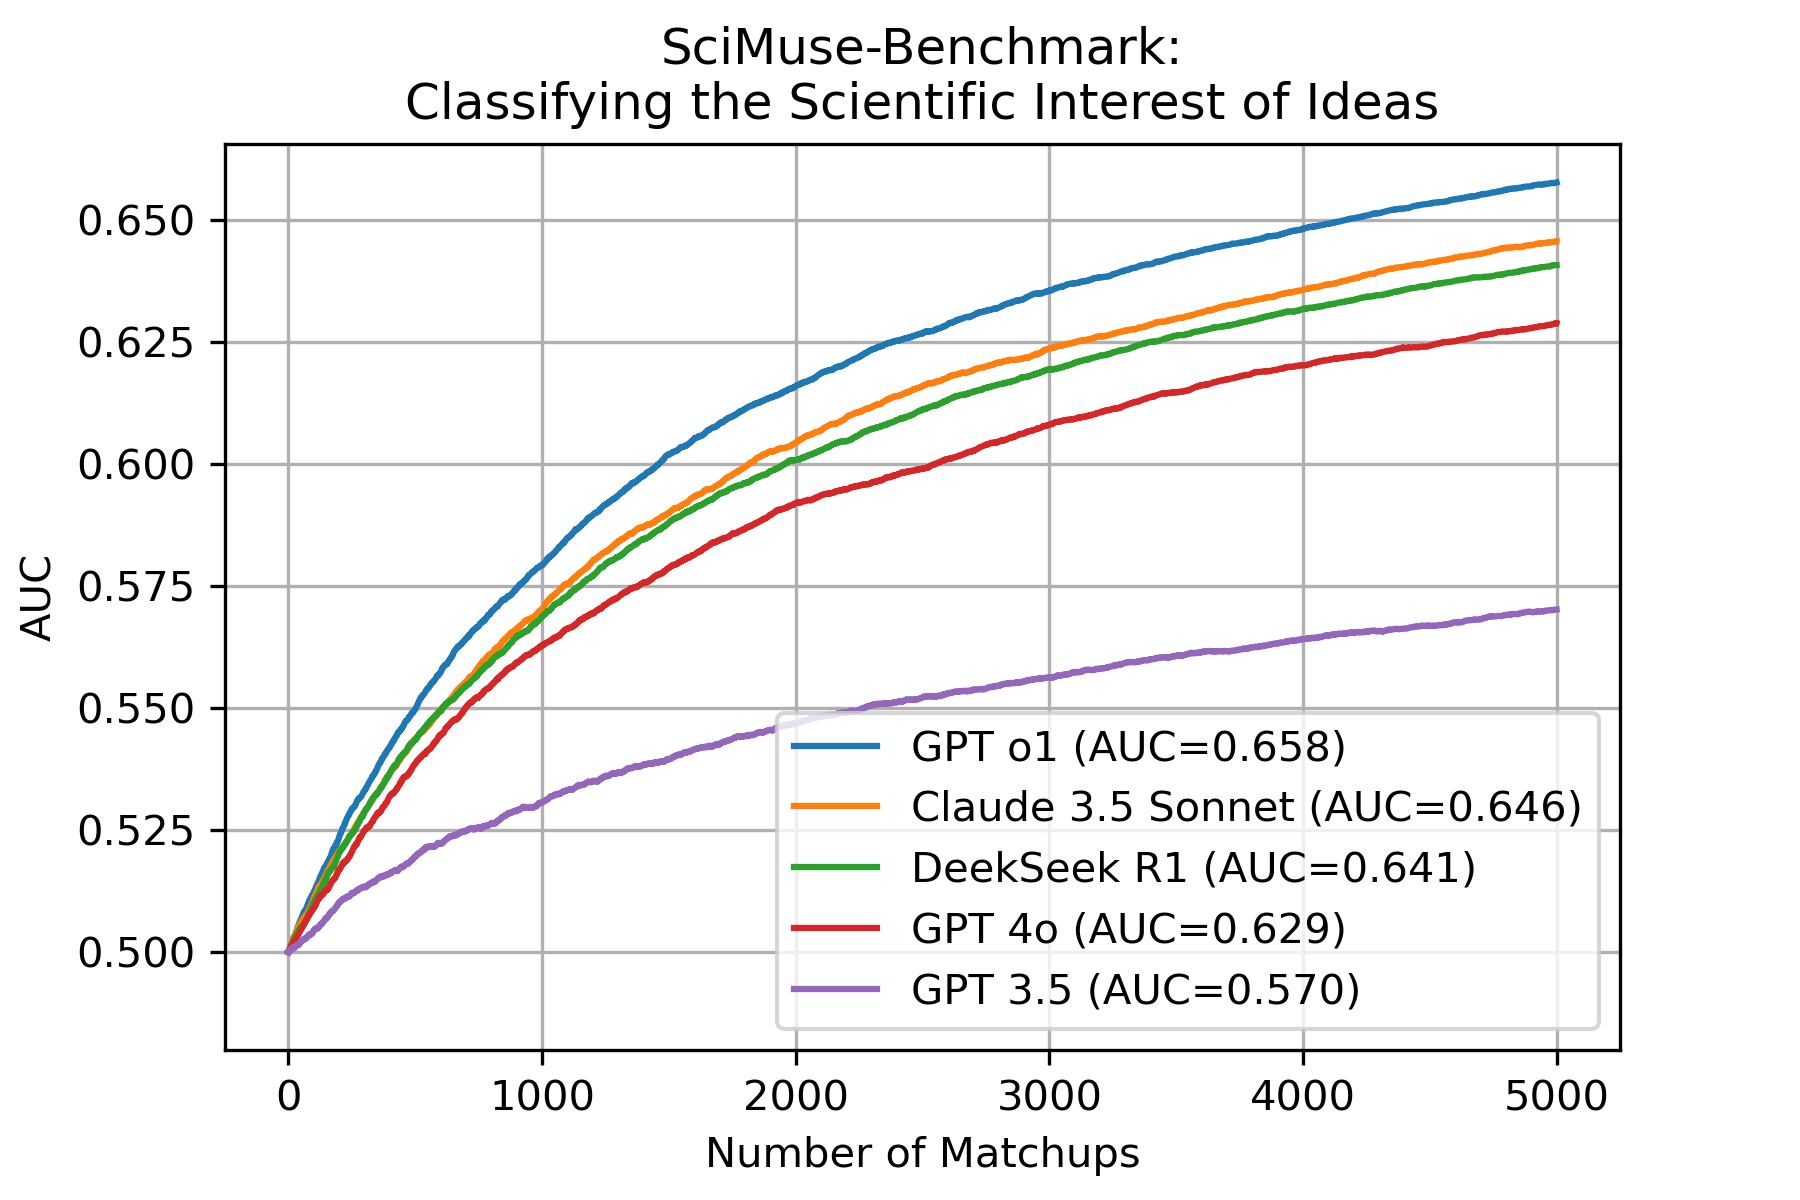 SciMuse-Benchmark:
Classifying the Scientific Interest of Ideas
AUC
0.650
0.625
0.600
0.575
0.550
0.525
0.500
GPT o1 (AUC=0.658)
Claude 3.5 Sonnet (AUC=0.646)
DeekSeek R1 (AUC=0.641)
GPT 4o (AUC=0.629)
GPT 3.5 (AUC=0.570)
0 1000 2000 3000 4000 5000
Number of Matchups